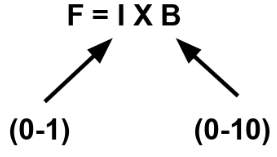 F = I X B
(0-1)
(0-10)